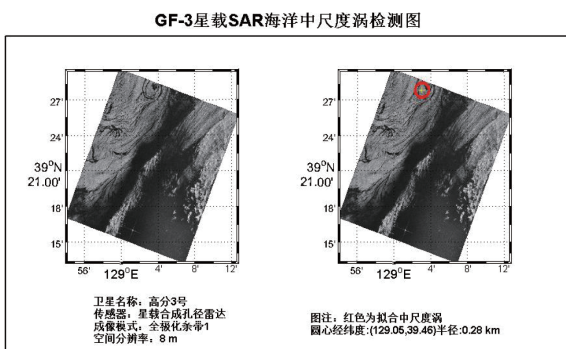 GF-3星载SAR海洋中尺度涡检测图
27'
24'
39°N
21.00'
18'
15'
56'
129°E
4'
8'
12'
27'
24'
39°N
21.00'
18'
15'
56'
129°E
4'
8'
12'
卫星名称：高分3号
传感器：星载合成孔径雷达
成像模式：全极化条带1
空间分辨率：8 m
图注：红色为拟合中尺度涡
圆心经纬度:(129.05,39.46)半径:0.28 km